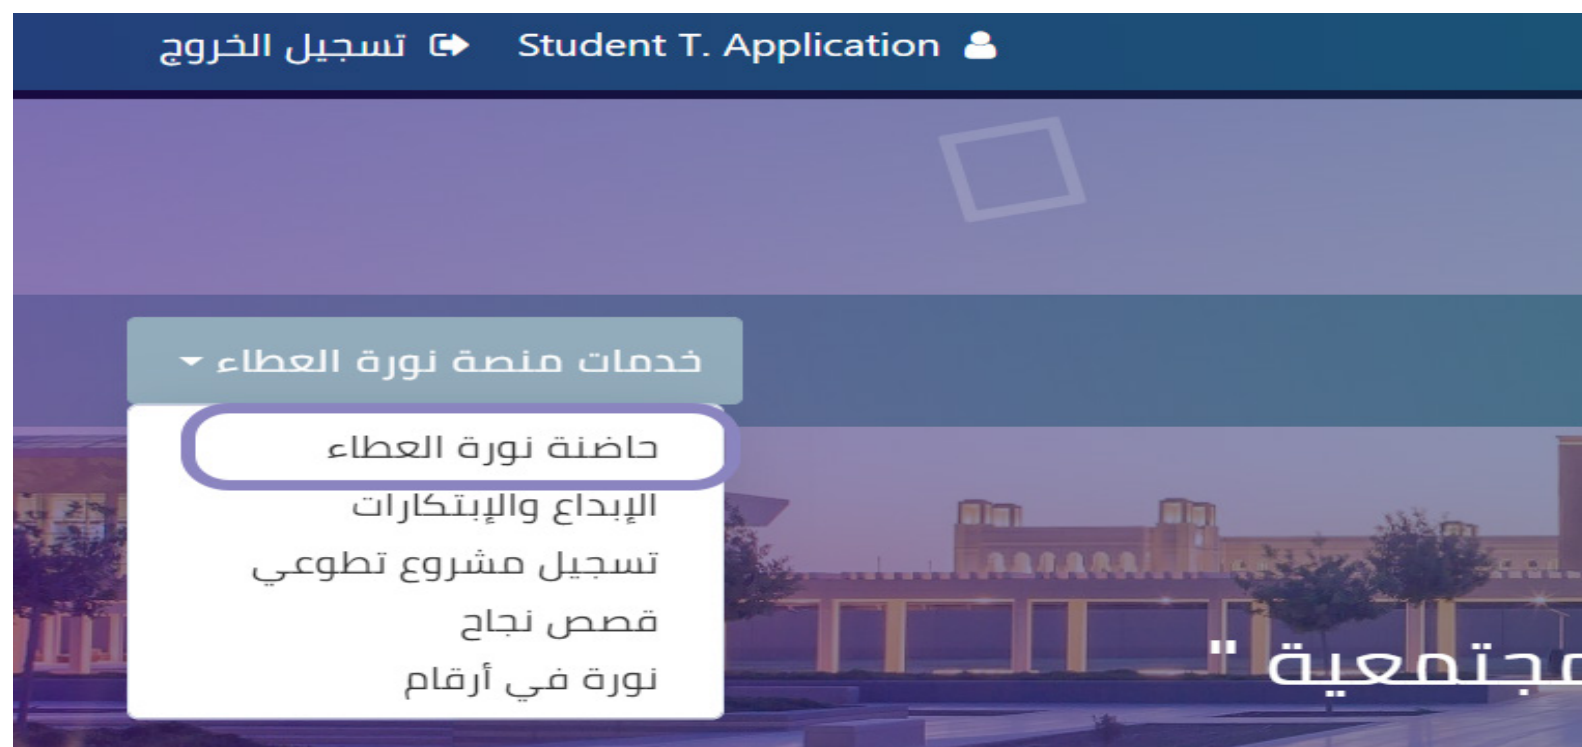 Student T. Application تسجيل الخروج
خدمات منصة نورة العطاء
حاضنة نورة العطاء
الإبداع والإبتكارات
تسجيل مشروع تطوعي
قصص نجاح
نورة في أرقام
مجتمعية "